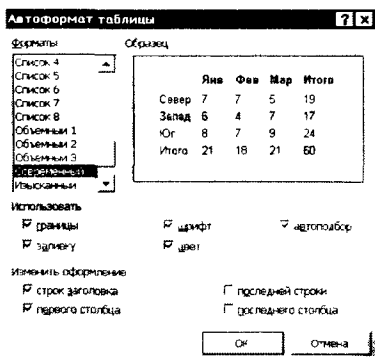 Автоформат таблицы
Форматы
Образец
Список 4
Список 5
Список 6
Список 7
Список 8
Объемный 1
Объемный 2
Объемный 3
Современный
Изысканный
Янв Фев Мар Итого
Север 7 7 5 19
Запад 6 4 7 17
Юг 8 7 9 24
Итого 21 18 21 60
Использовать
границы
шрифт
автоподбор
заливку
цвет
Изменить оформление
строк заголовка
последней строки
первого столбца
последнего столбца
OK
Отмена